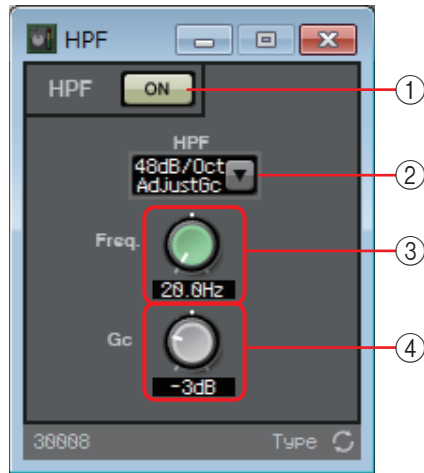 HPF
HPF ON
①
HPF
48dB/Oct
AdjustGc
②
Freq.
20.0Hz
③
Gc
-3dB
④
30008 Type